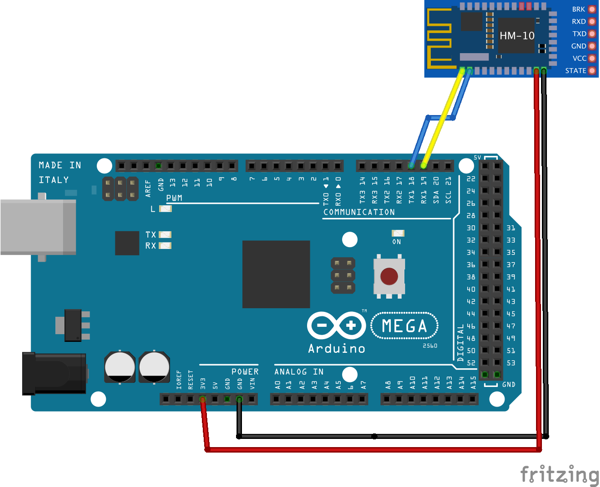 BRK
RXD
TXD
GND
VCC
STATE
HM-10
MADE IN
ITALY
AREF
GND
13
12
11
10
9
8
7
6
5
4
3
2
TX0 ◀ 1
RX0 ▶ 0
TX3 14
RX3 15
TX2 16
RX2 17
TX1 18
RX1 19
SDA 20
SCL 21
5V
PWM
L
COMMUNICATION
TX
RX
ON
22
24
26
28
30 31
32 33
34 35
36 37
38 39
40 41
42 43
44 45
46 47
48 49
50 51
52 53
DIGITAL
GND
TM
MEGA
Arduino
2560
POWER
ANALOG IN
IOREF
RESET
3V3
5V
GND
GND
VIN
A0
A1
A2
A3
A4
A5
6
A7
A8
A9
A10
A11
A12
A13
A14
A15
fritzing